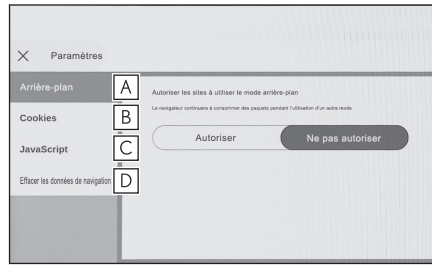 Paramètres
Arrière-plan A
Cookies B
JavaScript C
Effacer les données de navigation D
Autoriser les sites à utiliser le mode arrière-plan
Le navigateur continuera à consommer des paquets pendant l'utilisation d'un autre mode
Autoriser Ne pas autoriser